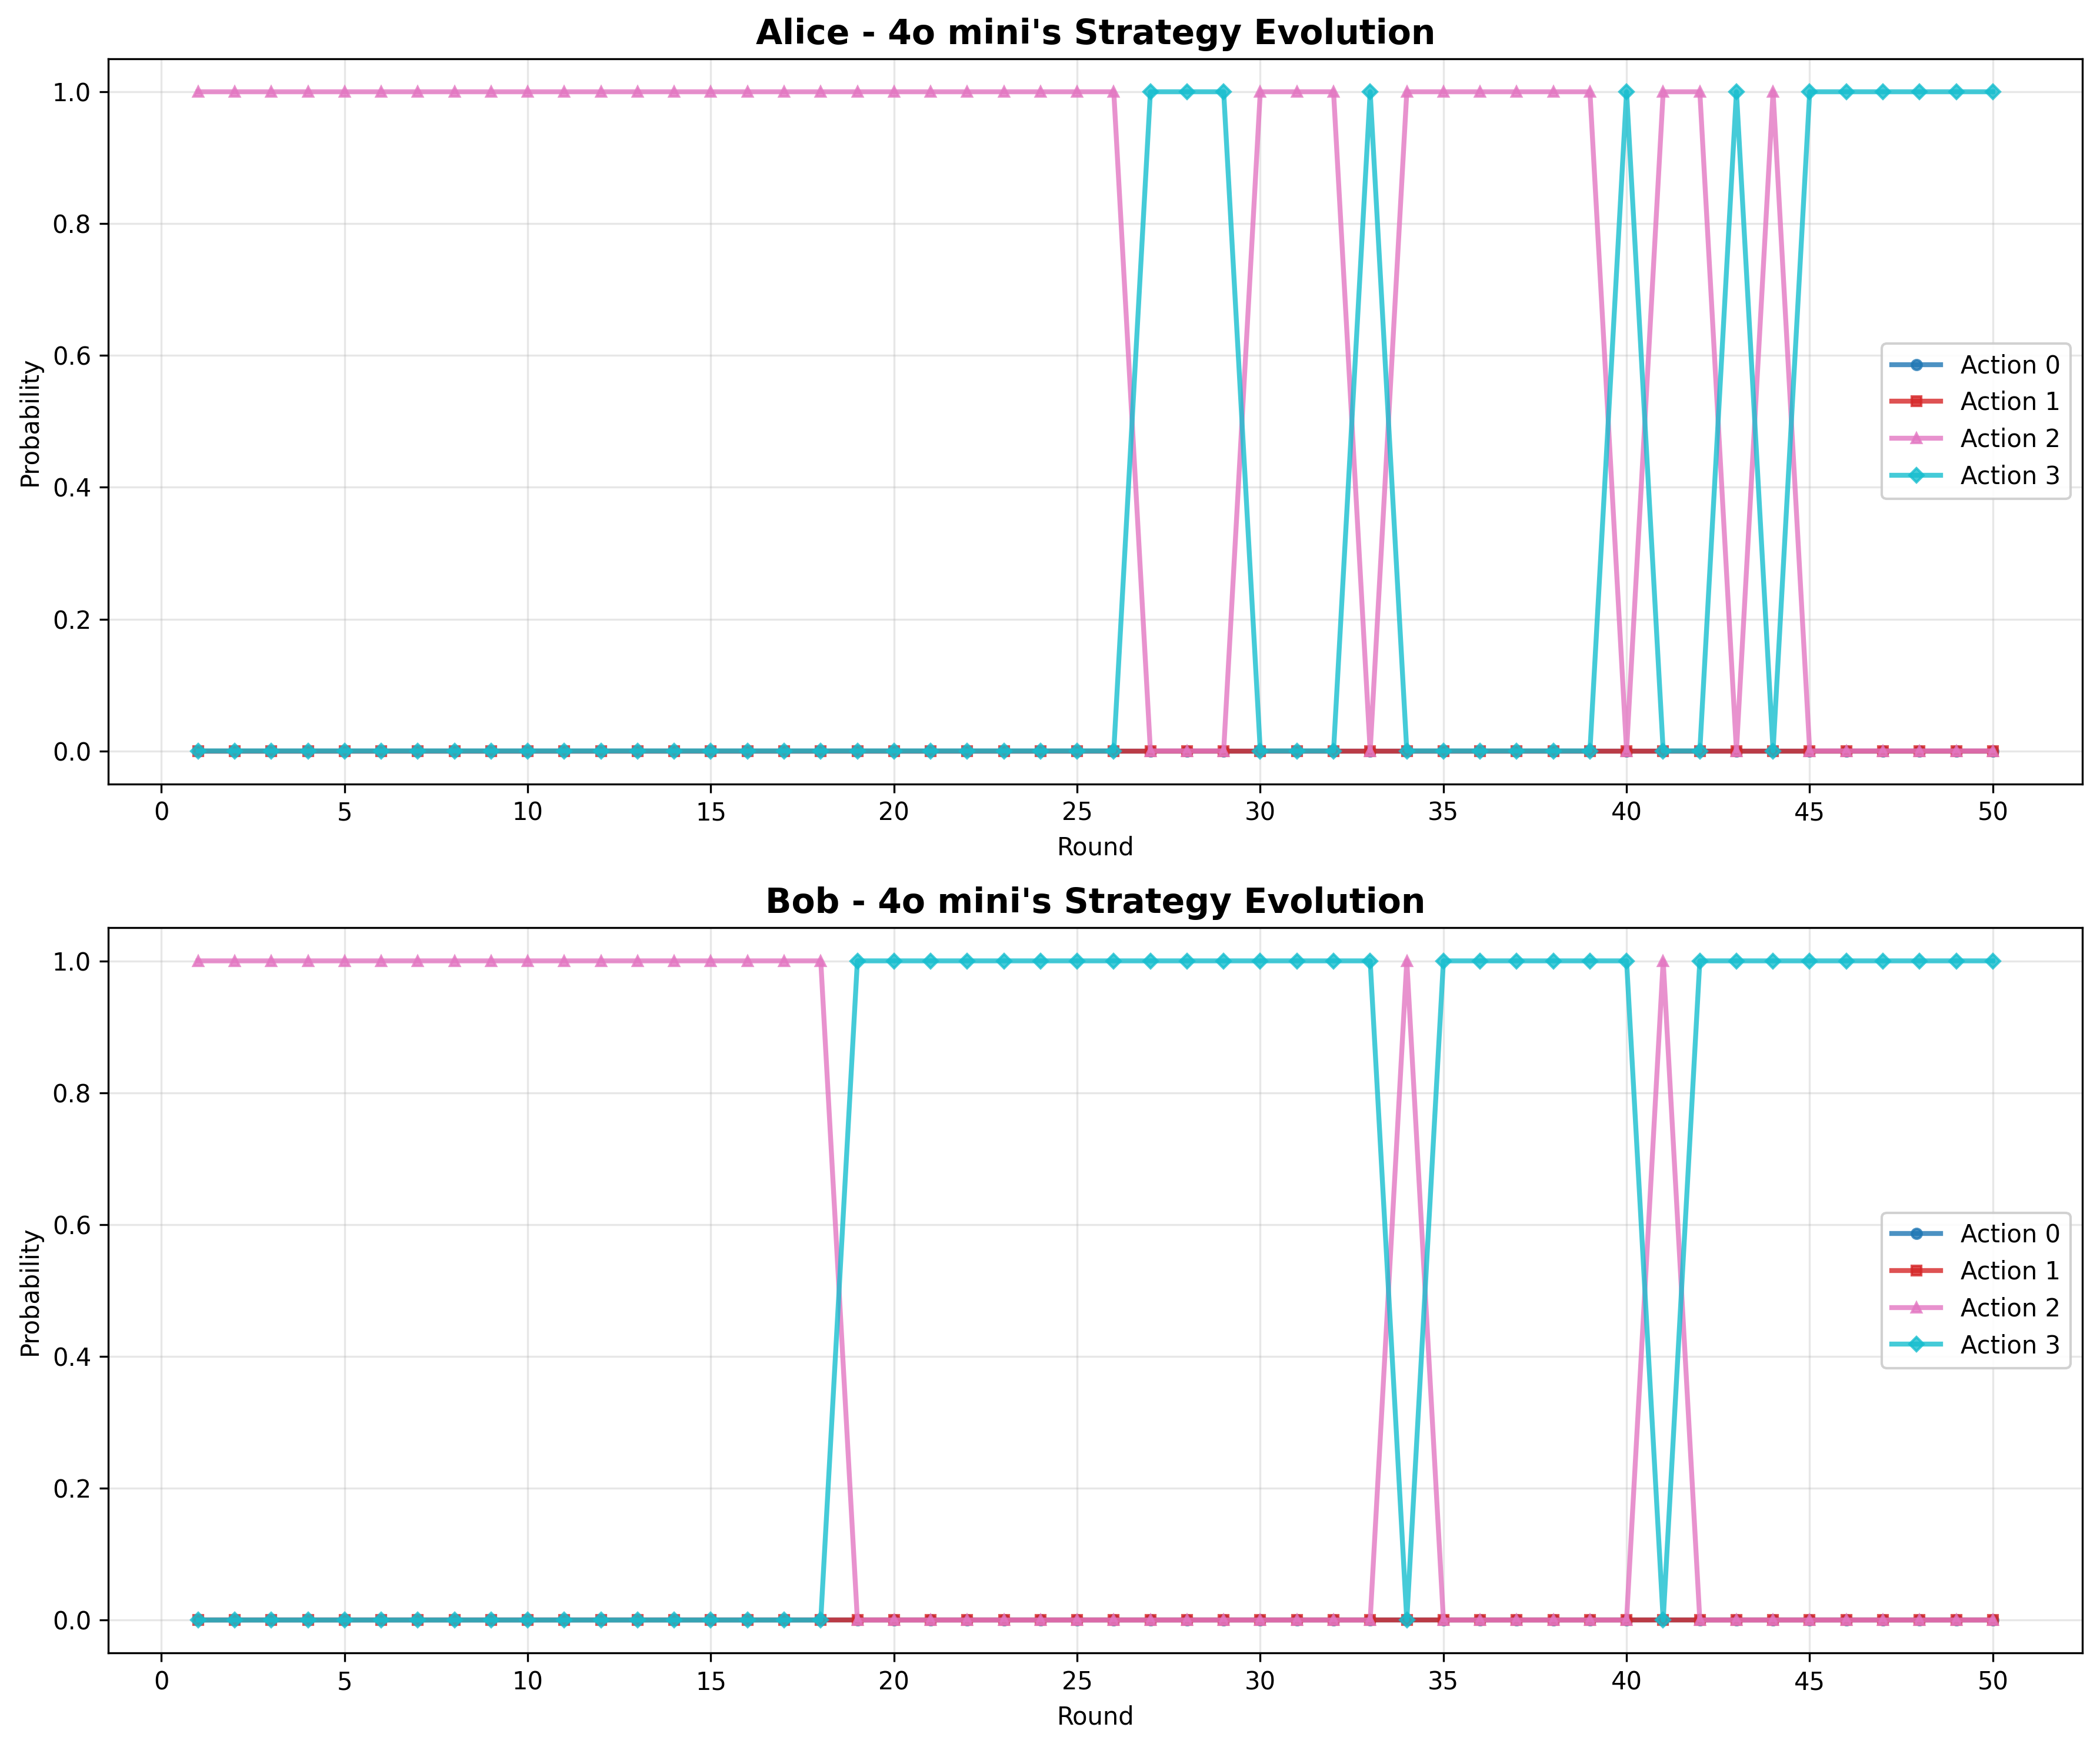 Alice - 4o mini's Strategy Evolution
1.0
0.8
0.6
0.4
0.2
0.0
Probability
Action 0
Action 1
Action 2
Action 3
0 5 10 15 20 25 30 35 40 45 50
Round
Bob - 4o mini's Strategy Evolution
1.0
0.8
0.6
0.4
0.2
0.0
Probability
Action 0
Action 1
Action 2
Action 3
0 5 10 15 20 25 30 35 40 45 50
Round